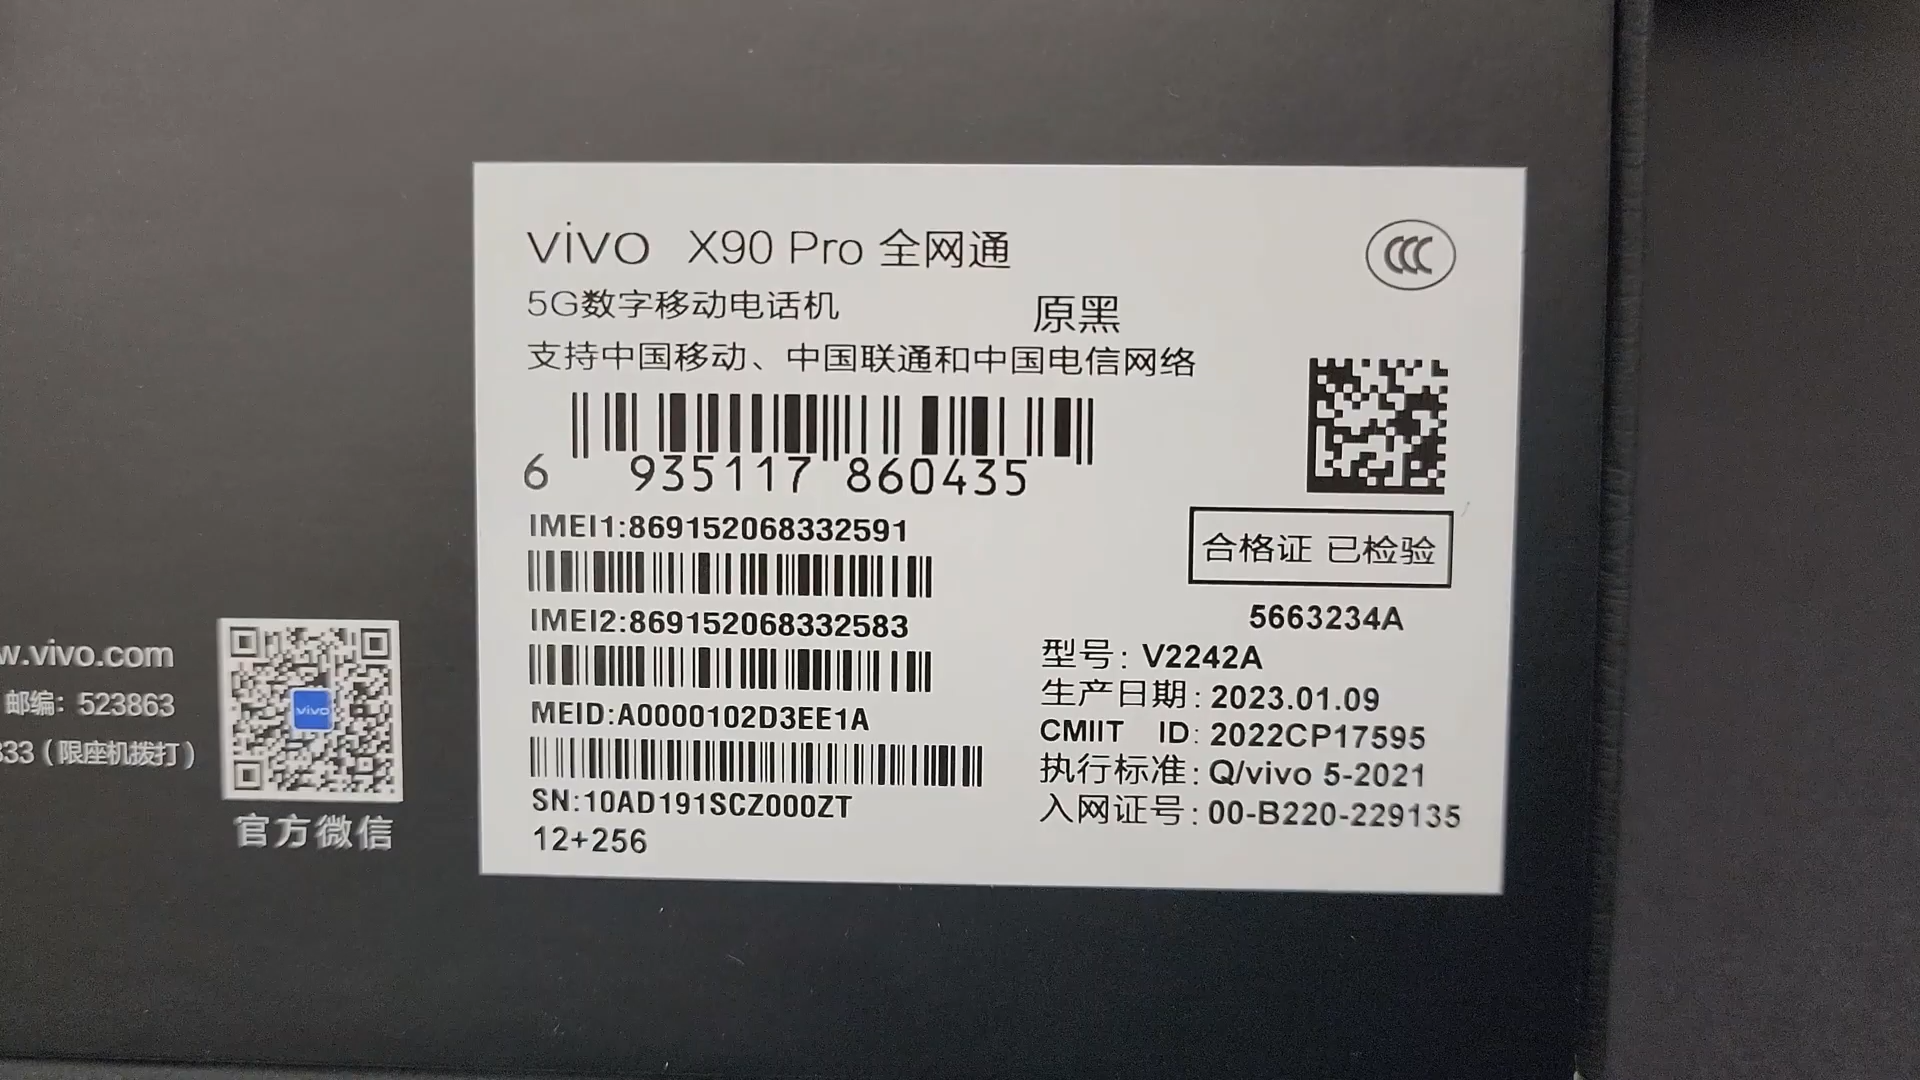 vivo X90 Pro 全网通
5G数字移动电话机
原黑
支持中国移动、中国联通和中国电信网络
6 935117 860435
IMEI1:869152068332591
IMEI2:869152068332583
MEID:A0000102D3EE1A
SN:10AD191SCZ000ZT
12+256
合格证 已检验
5663234A
型号: V2242A
生产日期: 2023.01.09
CMIIT ID: 2022CP17595
执行标准: Q/vivo 5-2021
入网证号: 00-B220-229135
w.vivo.com
邮编: 523863
33 (限座机拨打)
vivo
官方微信